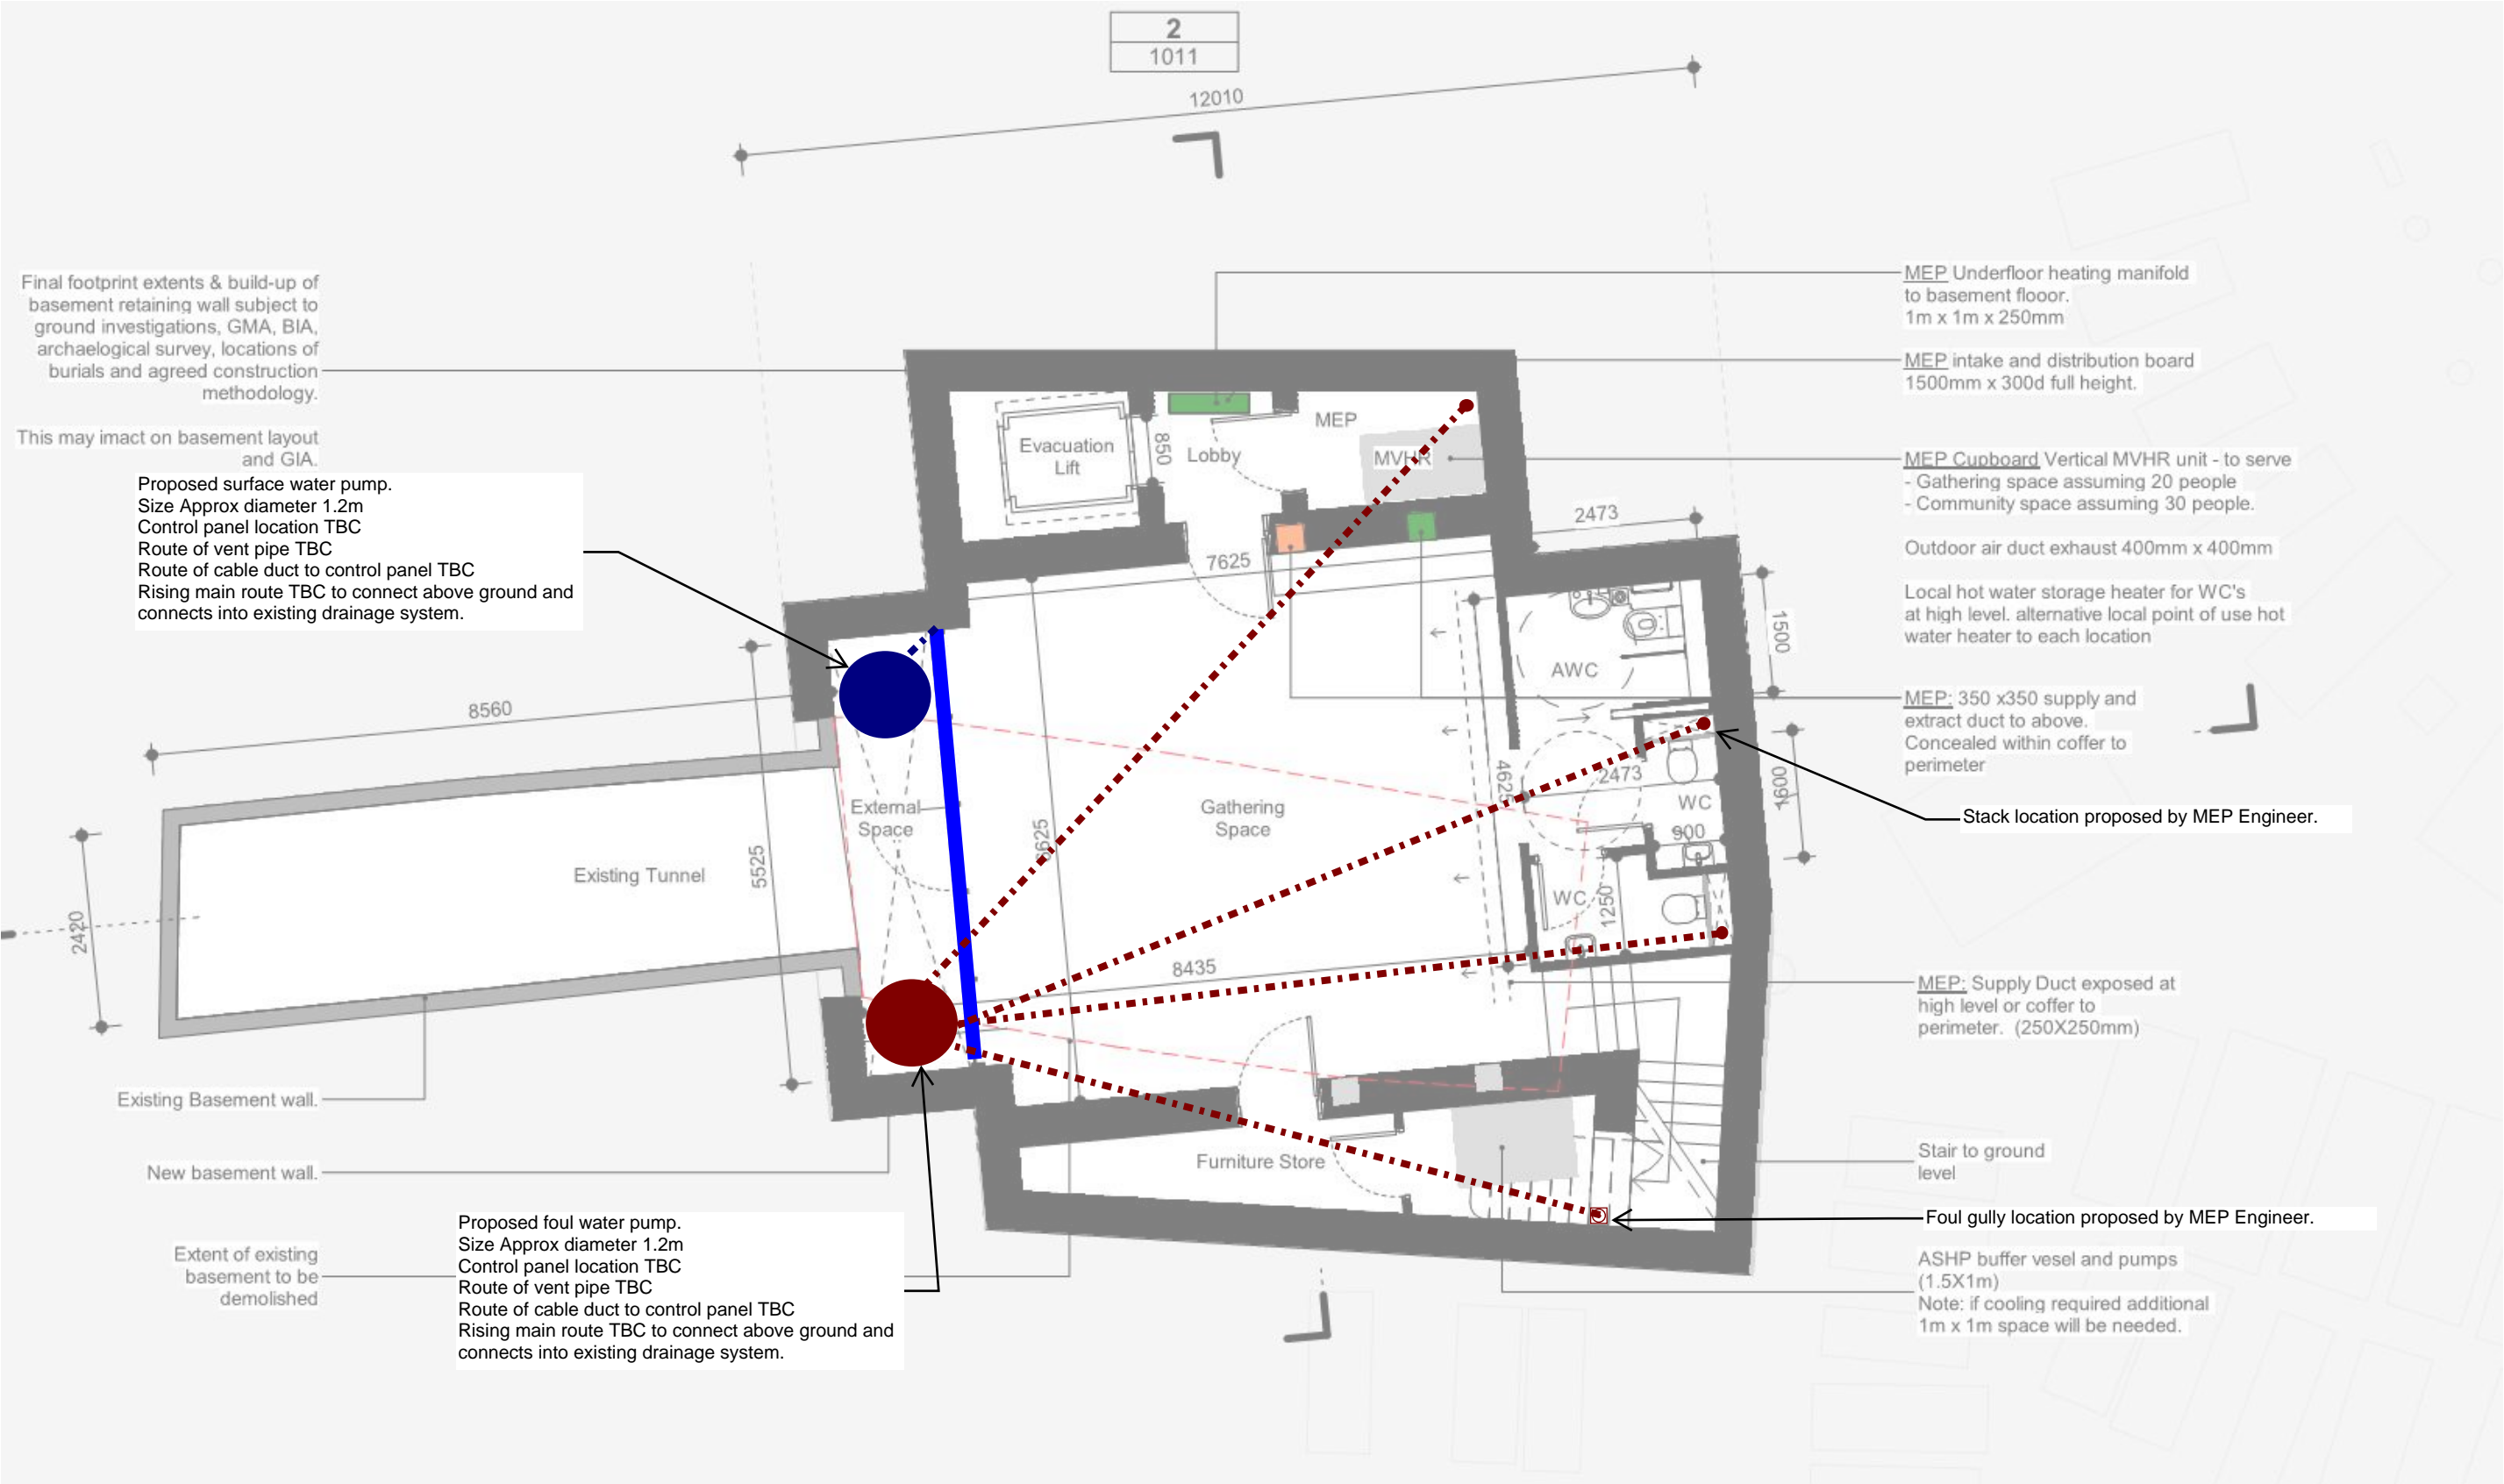 2
1011
12010
Final footprint extents & build-up of
basement retaining wall subject to
ground investigations, GMA, BIA,
archaelogical survey, locations of
burials and agreed construction
methodology.
This may imact on basement layout
and GIA.
Proposed surface water pump.
Size Approx diameter 1.2m
Control panel location TBC
Route of vent pipe TBC
Route of cable duct to control panel TBC
Rising main route TBC to connect above ground and
connects into existing drainage system.
MEP Underfloor heating manifold
to basement flooor.
1m x 1m x 250mm
MEP intake and distribution board
1500mm x 300d full height.
MEP Cupboard Vertical MVHR unit - to serve
- Gathering space assuming 20 people
- Community space assuming 30 people.
Outdoor air duct exhaust 400mm x 400mm
Local hot water storage heater for WC's
at high level. alternative local point of use hot
water heater to each location
MEP: 350 x350 supply and
extract duct to above.
Concealed within coffer to
perimeter
Stack location proposed by MEP Engineer.
MEP: Supply Duct exposed at
high level or coffer to
perimeter. (250X250mm)
Stair to ground
level
Foul gully location proposed by MEP Engineer.
ASHP buffer vesel and pumps
(1.5X1m)
Note: if cooling required additional
1m x 1m space will be needed.
Evacuation
Lift
850
Lobby
MEP
MVHR
2473
7625
1500
AWC
8560
4625
2473
1600
WC
900
External
Space
Gathering
Space
5525
5625
Existing Tunnel
2420
WC
1250
8435
Furniture Store
Existing Basement wall.
New basement wall.
Extent of existing
basement to be
demolished
Proposed foul water pump.
Size Approx diameter 1.2m
Control panel location TBC
Route of vent pipe TBC
Route of cable duct to control panel TBC
Rising main route TBC to connect above ground and
connects into existing drainage system.